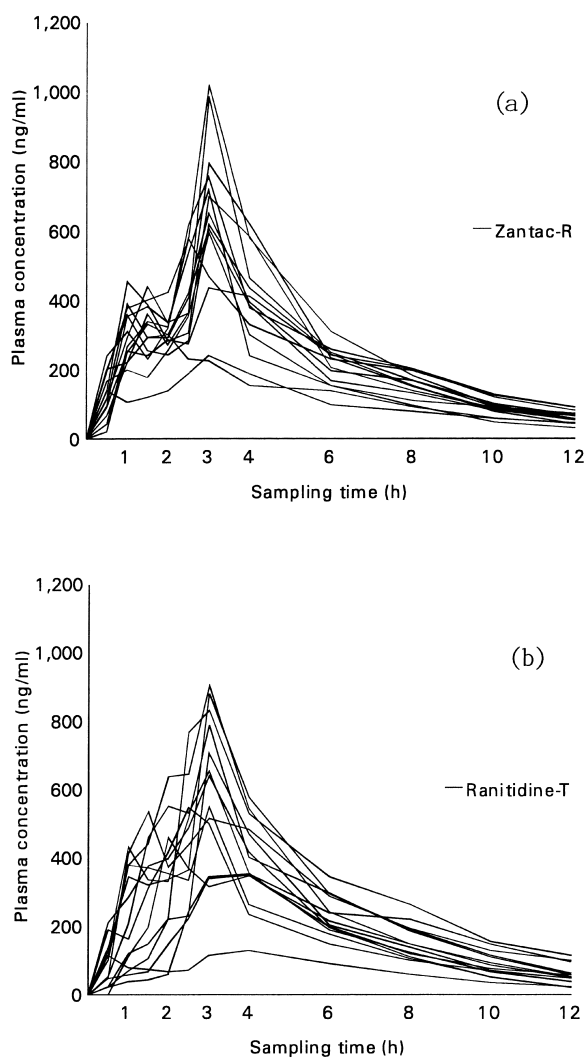 1,200
1,000
800
600
400
200
0
Plasma concentration (ng/ml)
(a)
Zantac-R
1 2 3 4 6 8 10 12
Sampling time (h)
1,200
1,000
800
600
400
200
0
Plasma concentration (ng/ml)
(b)
Ranitidine-T
1 2 3 4 6 8 10 12
Sampling time (h)